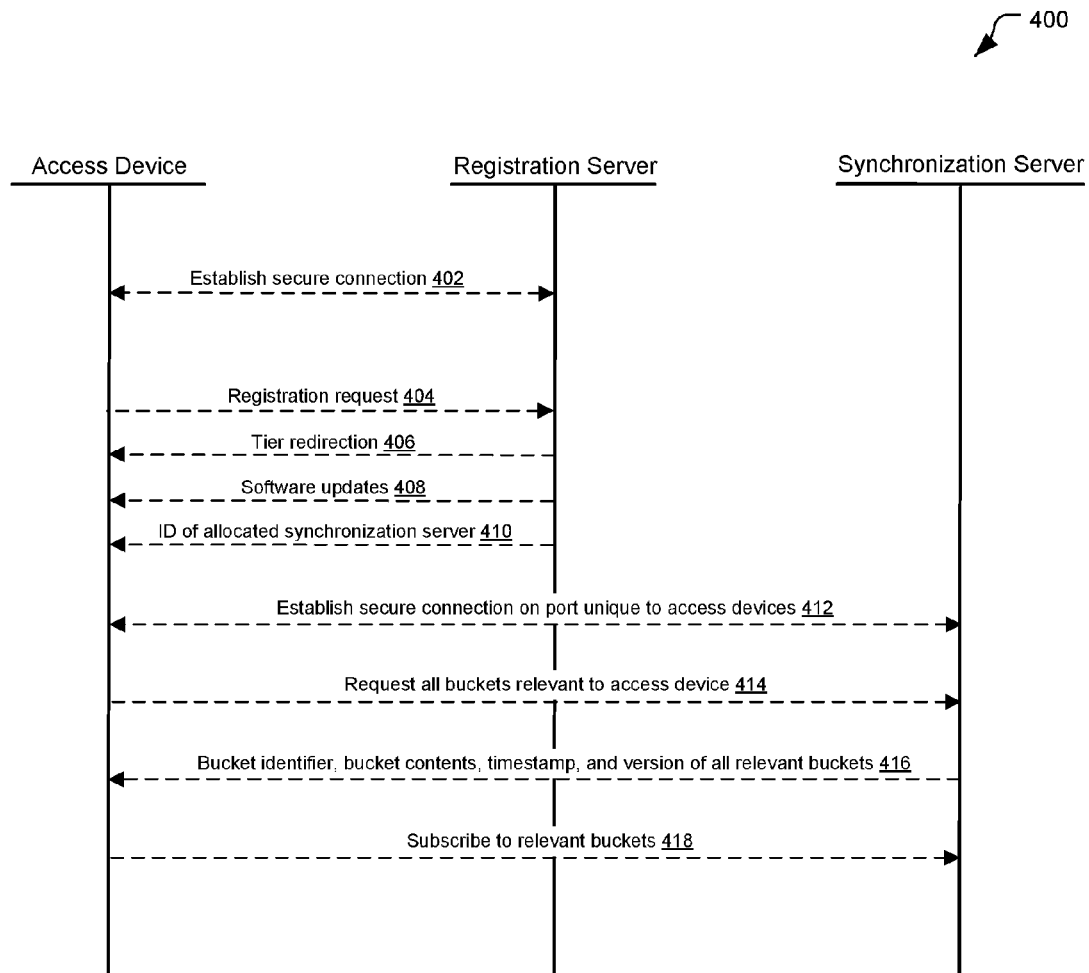 400
Access Device
Registration Server
Synchronization Server
Establish secure connection 402
Registration request 404
Tier redirection 406
Software updates 408
ID of allocated synchronization server 410
Establish secure connection on port unique to access devices 412
Request all buckets relevant to access device 414
Bucket identifier, bucket contents, timestamp, and version of all relevant buckets 416
Subscribe to relevant buckets 418